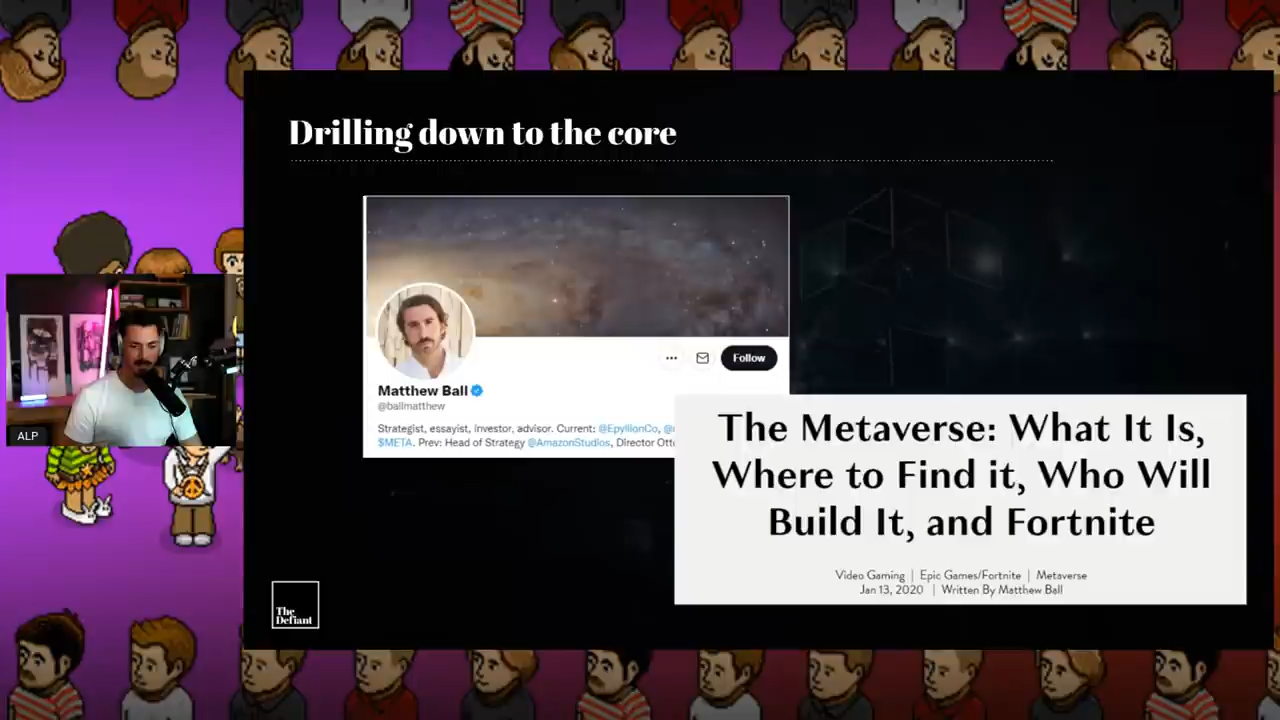 Drilling down to the core
Follow
Matthew Ball
@ballmatthew
Strategist, essayist, investor, advisor. Current: @EpyllionCo,
$META. Prev: Head of Strategy @AmazonStudios, Director
ALP
The Metaverse: What It Is,
Where to Find it, Who Will
Build It, and Fortnite
Video Gaming | Epic Games/Fortnite | Metaverse
Jan 13, 2020 | Written By Matthew Ball
The
Defiant